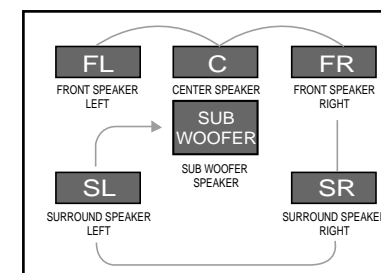 FL
FRONT SPEAKER
LEFT
C
CENTER SPEAKER
FR
FRONT SPEAKER
RIGHT
SUB
WOOFER
SUB WOOFER
SPEAKER
SL
SURROUND SPEAKER
LEFT
SR
SURROUND SPEAKER
RIGHT